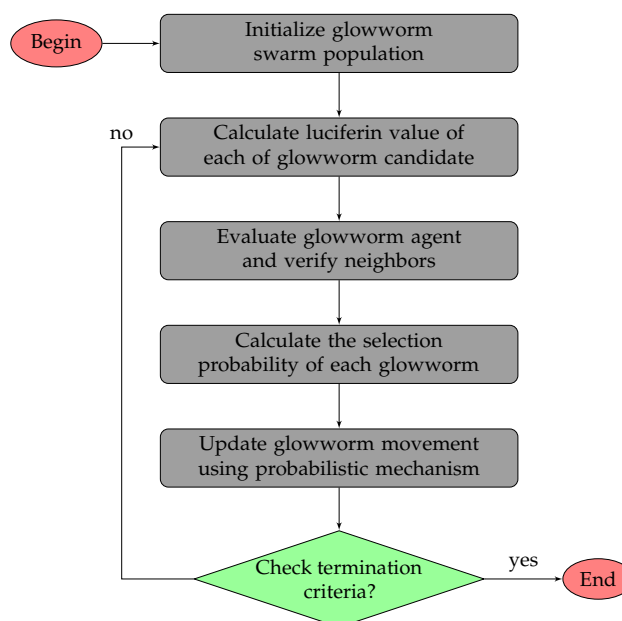 Begin
Initialize glowworm
swarm population
no
Calculate luciferin value of
each of glowworm candidate
Evaluate glowworm agent
and verify neighbors
Calculate the selection
probability of each glowworm
Update glowworm movement
using probabilistic mechanism
Check termination
criteria?
yes
End